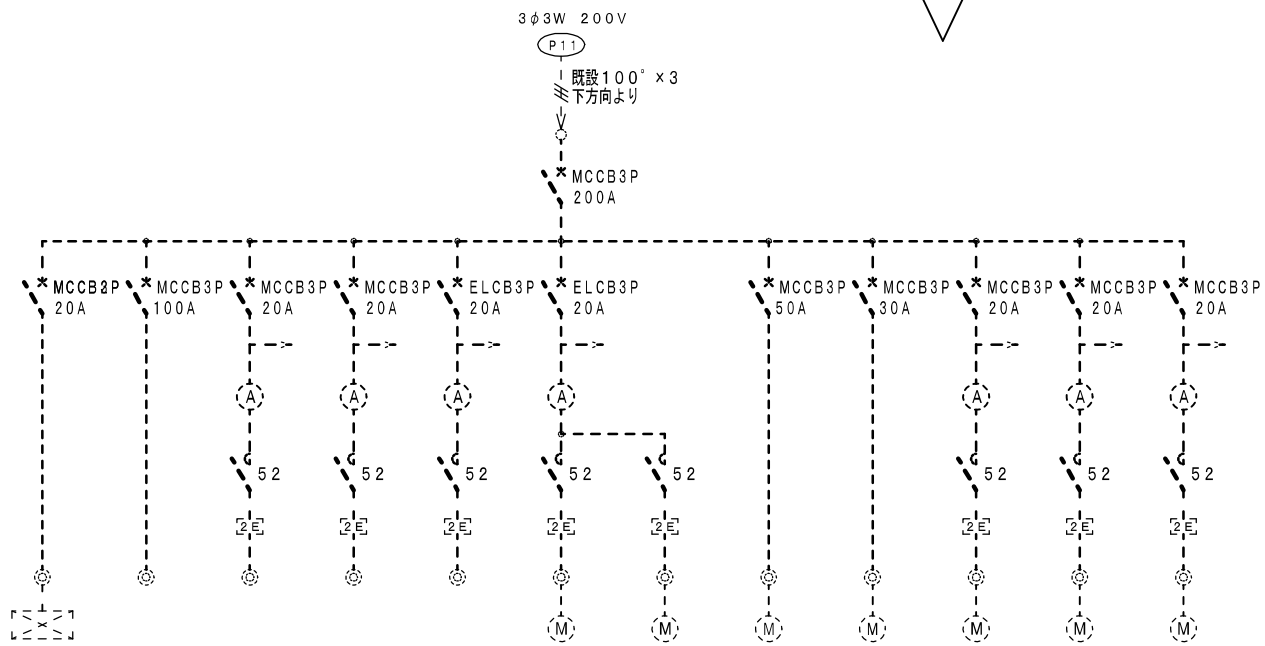 3φ3W 200V
P11
既設100°×3
下方向より
MCCB3P
200A
MCCB2P
20A
MCCB3P
100A
MCCB3P
20A
MCCB3P
20A
ELCB3P
20A
ELCB3P
20A
MCCB3P
50A
MCCB3P
30A
MCCB3P
20A
MCCB3P
20A
MCCB3P
20A
A A A A A A A
52 52 52 52 52 52 52 52
2E 2E 2E 2E 2E 2E 2E 2E
M M M M M M M